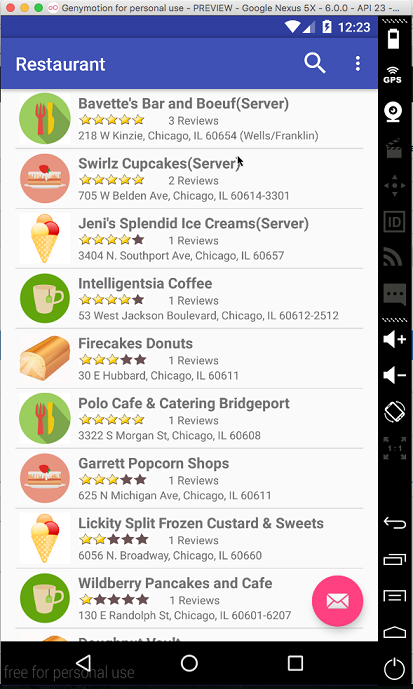 Genymotion for personal use - PREVIEW - Google Nexus 5X - 6.0.0 - API 23 -...
12:23
Restaurant
GPS
Bavette's Bar and Boeuf(Server)
3 Reviews
218 W Kinzie, Chicago, IL 60654 (Wells/Franklin)
Swirlz Cupcakes(Server)
2 Reviews
705 W Belden Ave, Chicago, IL 60614-3301
ID
Jeni's Splendid Ice Creams(Server)
1 Reviews
3404 N. Southport Ave, Chicago, IL 60657
Intelligentsia Coffee
1 Reviews
53 West Jackson Boulevard, Chicago, IL 60612-2512
Firecakes Donuts
1 Reviews
30 E Hubbard, Chicago, IL 60611
Polo Cafe & Catering Bridgeport
1 Reviews
3322 S Morgan St, Chicago, IL 60608
1:1
Garrett Popcorn Shops
1 Reviews
625 N Michigan Ave, Chicago, IL 60611
Lickity Split Frozen Custard & Sweets
1 Reviews
6056 N. Broadway, Chicago, IL 60660
Wildberry Pancakes and Cafe
1 Reviews
130 E Randolph St, Chicago, IL 60601-6207
Doughnut Vault
free for personal use